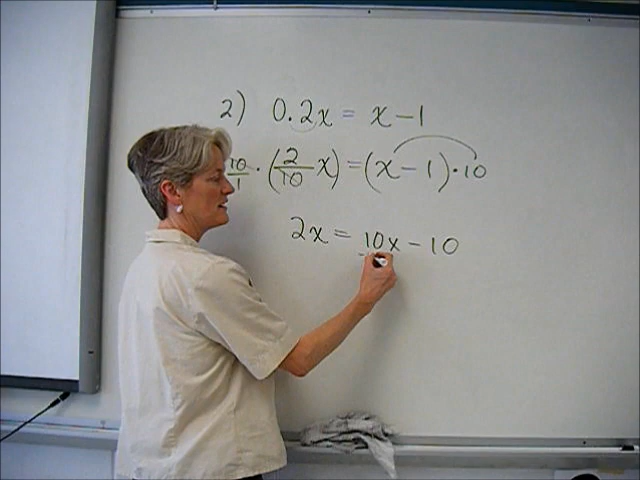 2) 0.2x = x-1
10/1 · (2/10 x) = (x-1)·10
2x = 10x-10